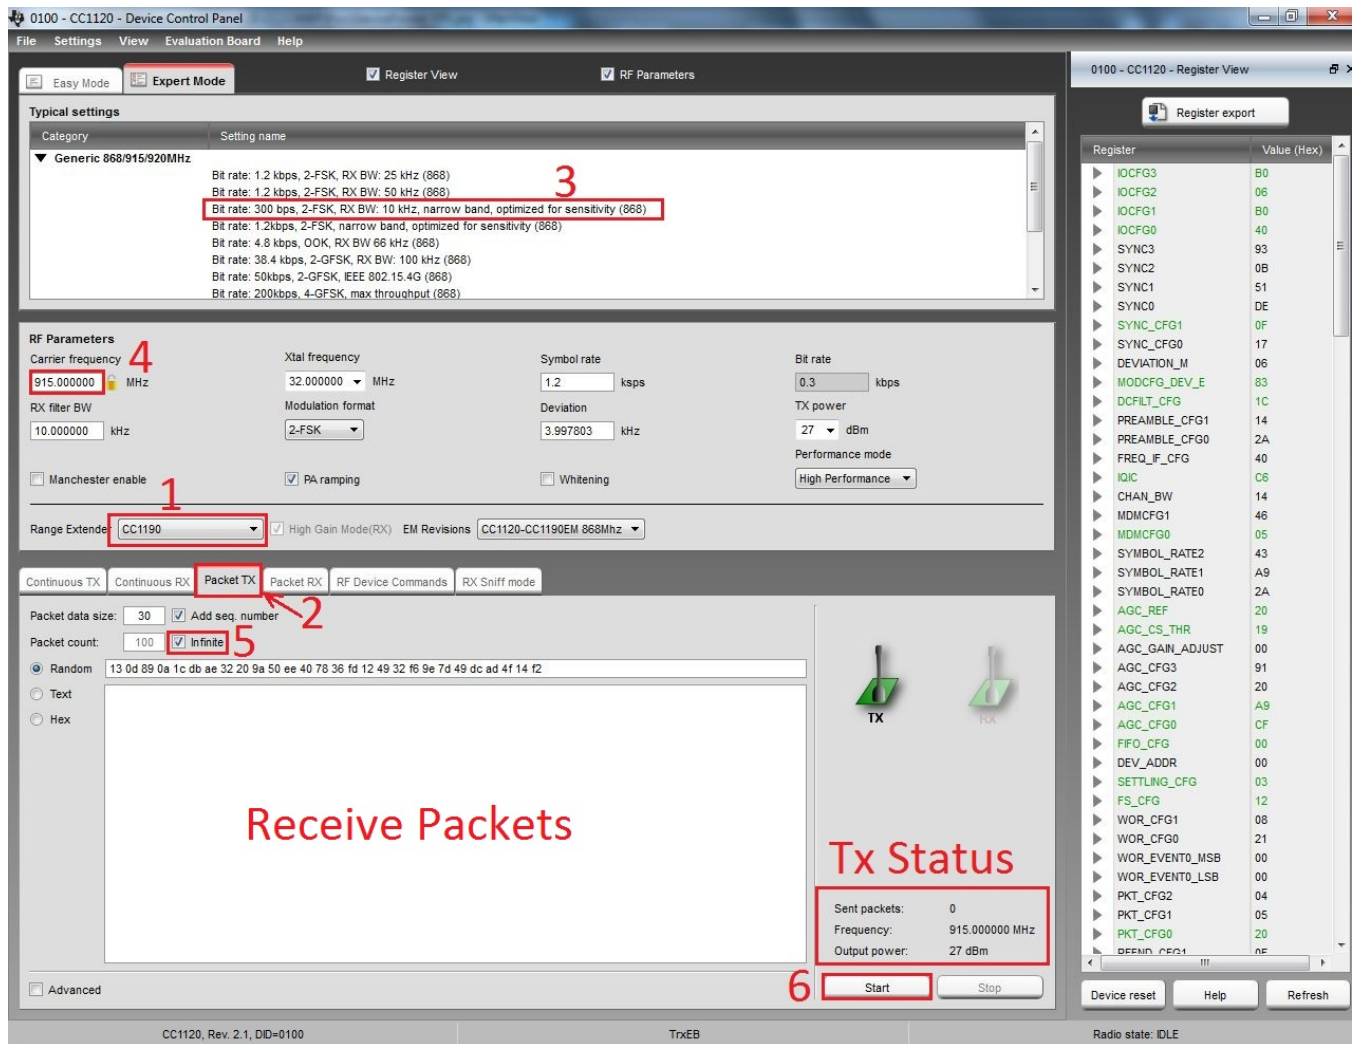 0100 - CC1120 - Device Control Panel
File Settings View Evaluation Board Help
Easy Mode Expert Mode Register View RF Parameters
Typical settings
Category Setting name
Generic 868/915/920MHz
Bit rate: 1.2 kbps, 2-FSK, RX BW: 25 kHz (868)
Bit rate: 1.2 kbps, 2-FSK, RX BW: 50 kHz (868)
3
Bit rate: 300 bps, 2-FSK, RX BW: 10 kHz, narrow band, optimized for sensitivity (868)
Bit rate: 1.2kbps, 2-FSK, narrow band, optimized for sensitivity (868)
Bit rate: 4.8 kbps, OOK, RX BW 66 kHz (868)
Bit rate: 38.4 kbps, 2-GFSK, RX BW: 100 kHz (868)
Bit rate: 50kbps, 2-GFSK, IEEE 802.15.4G (868)
Bit rate: 200kbps, 4-GFSK, max throughput (868)
RF Parameters
Carrier frequency 4 Xtal frequency Symbol rate Bit rate
915.000000 MHz 32.000000 MHz 1.2 ksps 0.3 kbps
RX filter BW Modulation format Deviation TX power
10.000000 kHz 2-FSK 3.997803 kHz 27 dBm
Performance mode
Manchester enable PA ramping Whitening High Performance
1
Range Extender CC1190 High Gain Mode(RX) EM Revisions CC1120-CC1190EM 868Mhz
Continuous TX Continuous RX Packet TX Packet RX RF Device Commands RX Sniff mode
2
Packet data size: 30 Add seq. number
Packet count: 100 Infinite 5
Random 13 0d 89 0a 1c db ae 32 20 9a 50 ee 40 78 36 fd 12 49 32 f6 9e 7d 49 dc ad 4f 14 f2
Text
Hex
TX RX
Receive Packets
Tx Status
Sent packets: 0
Frequency: 915.000000 MHz
Output power: 27 dBm
6 Start Stop
Advanced
0100 - CC1120 - Register View
Register export
Register Value (Hex)
IOCFG3 B0
IOCFG2 06
IOCFG1 B0
IOCFG0 40
SYNC3 93
SYNC2 0B
SYNC1 51
SYNC0 DE
SYNC_CFG1 0F
SYNC_CFG0 17
DEVIATION_M 06
MODCFG_DEV_E 83
DCFILT_CFG 1C
PREAMBLE_CFG1 14
PREAMBLE_CFG0 2A
FREQ_IF_CFG 40
IQIC C6
CHAN_BW 14
MDMCFG1 46
MDMCFG0 05
SYMBOL_RATE2 43
SYMBOL_RATE1 A9
SYMBOL_RATE0 2A
AGC_REF 20
AGC_CS_THR 19
AGC_GAIN_ADJUST 00
AGC_CFG3 91
AGC_CFG2 20
AGC_CFG1 A9
AGC_CFG0 CF
FIFO_CFG 00
DEV_ADDR 00
SETTLING_CFG 03
FS_CFG 12
WOR_CFG1 08
WOR_CFG0 21
WOR_EVENT0_MSB 00
WOR_EVENT0_LSB 00
PKT_CFG2 04
PKT_CFG1 05
PKT_CFG0 20
RFEND_CFG1 0F
Device reset Help Refresh
CC1120, Rev. 2.1, DID=0100 TrxEB Radio state: IDLE